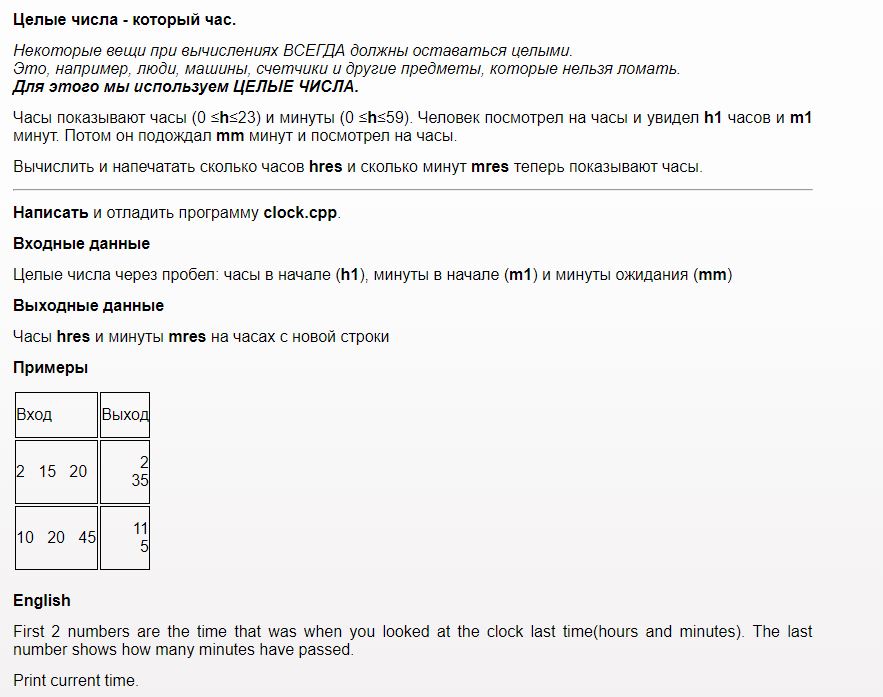 Целые числа - который час.
Некоторые вещи при вычислениях ВСЕГДА должны оставаться целыми.
Это, например, люди, машины, счетчики и другие предметы, которые нельзя ломать.
Для этого мы используем ЦЕЛЫЕ ЧИСЛА.
Часы показывают часы (0 ≤h≤23) и минуты (0 ≤h≤59). Человек посмотрел на часы и увидел h1 часов и m1
минут. Потом он подождал mm минут и посмотрел на часы.
Вычислить и напечатать сколько часов hres и сколько минут mres теперь показывают часы.
Написать и отладить программу clock.cpp.
Входные данные
Целые числа через пробел: часы в начале (h1), минуты в начале (m1) и минуты ожидания (mm)
Выходные данные
Часы hres и минуты mres на часах с новой строки
Примеры
Вход Выход
2 15 20 2
35
10 20 45 11
5
English
First 2 numbers are the time that was when you looked at the clock last time(hours and minutes). The last
number shows how many minutes have passed.
Print current time.